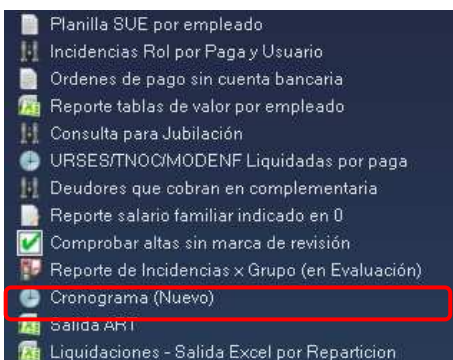 Planilla SUE por empleado
Incidencias Rol por Paga y Usuario
Ordenes de pago sin cuenta bancaria
Reporte tablas de valor por empleado
Consulta para Jubilación
URSES/TNOC/MODENF Liquidadas por paga
Deudores que cobran en complementaria
Reporte salario familiar indicado en 0
Comprobar altas sin marca de revisión
Reporte de Incidencias x Grupo (en Evaluación)
Cronograma (Nuevo)
Salida ART
Liquidaciones - Salida Excel por Reparticion